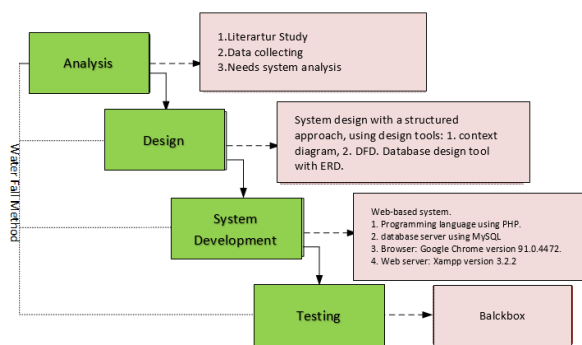 Analysis
1.Literartur Study
2.Data collecting
3.Needs system analysis
Design
System design with a structured
approach, using design tools: 1. context
diagram, 2. DFD. Database design tool
with ERD.
Water Fall Method
System
Development
Web-based system.
1. Programming language using PHP.
2. database server using MySQL
3. Browser: Google Chrome version 91.0.4472.
4. Web server: Xampp version 3.2.2
Testing
Balckbox